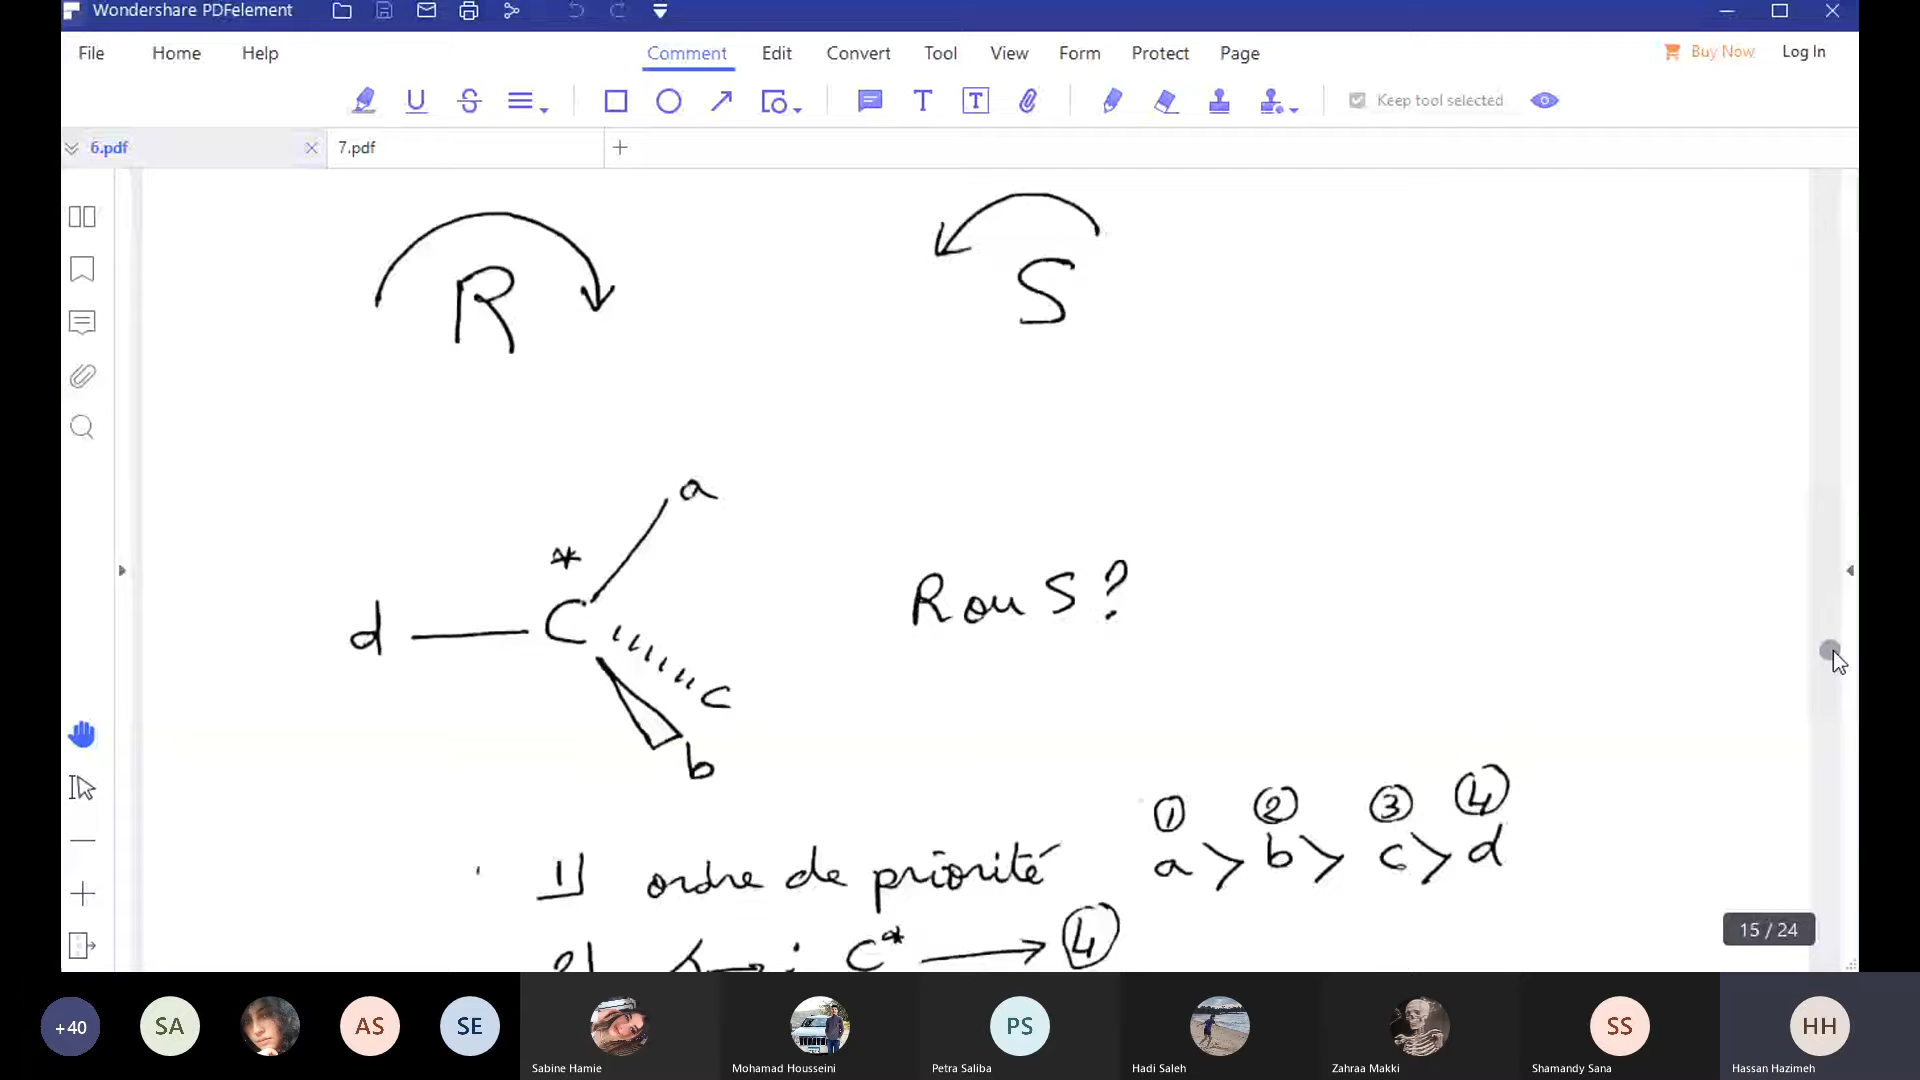 Wondershare PDFelement
File Home Help Comment Edit Convert Tool View Form Protect Page Buy Now Log In
Keep tool selected
6.pdf 7.pdf
R S
a
*
d C R ou S ?
c
b
① ② ③ ④
1) ordre de priorité a > b > c > d
: C* → ④
15 / 24
+40 SA AS SE PS SS HH
Sabine Hamie Mohamad Housseini Petra Saliba Hadi Saleh Zahraa Makki Shamandy Sana Hassan Hazimeh